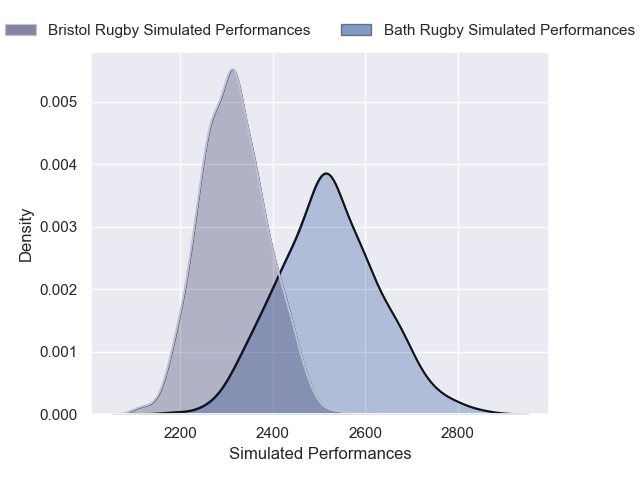 Bristol Rugby Simulated Performances
Bath Rugby Simulated Performances
0.005
0.004
0.003
0.002
0.001
0.000
Density
2200
2400
2600
2800
Simulated Performances